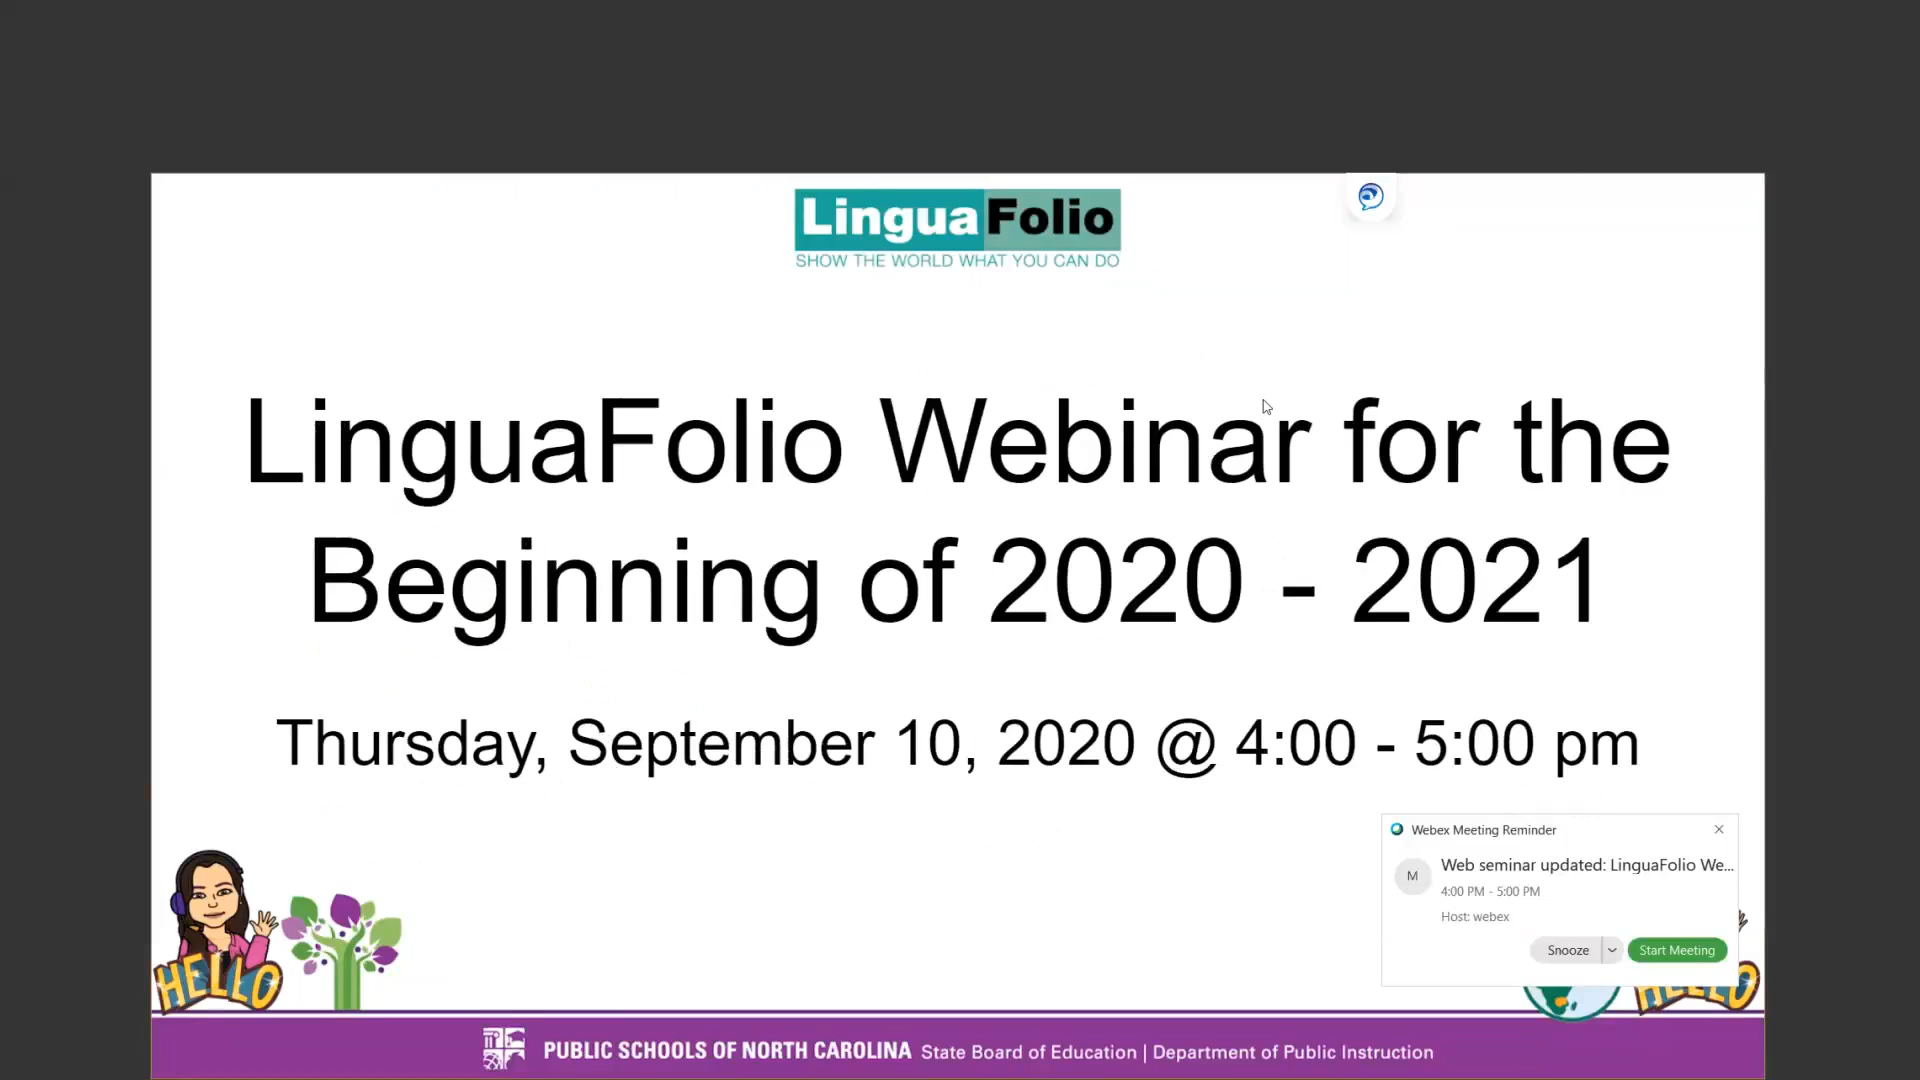 LinguaFolio
SHOW THE WORLD WHAT YOU CAN DO
LinguaFolio Webinar for the
Beginning of 2020 - 2021
Thursday, September 10, 2020 @ 4:00 - 5:00 pm
Webex Meeting Reminder
M
Web seminar updated: LinguaFolio We...
4:00 PM - 5:00 PM
Host: webex
Snooze
Start Meeting
HELLO
HELLO
PUBLIC SCHOOLS OF NORTH CAROLINA State Board of Education | Department of Public Instruction